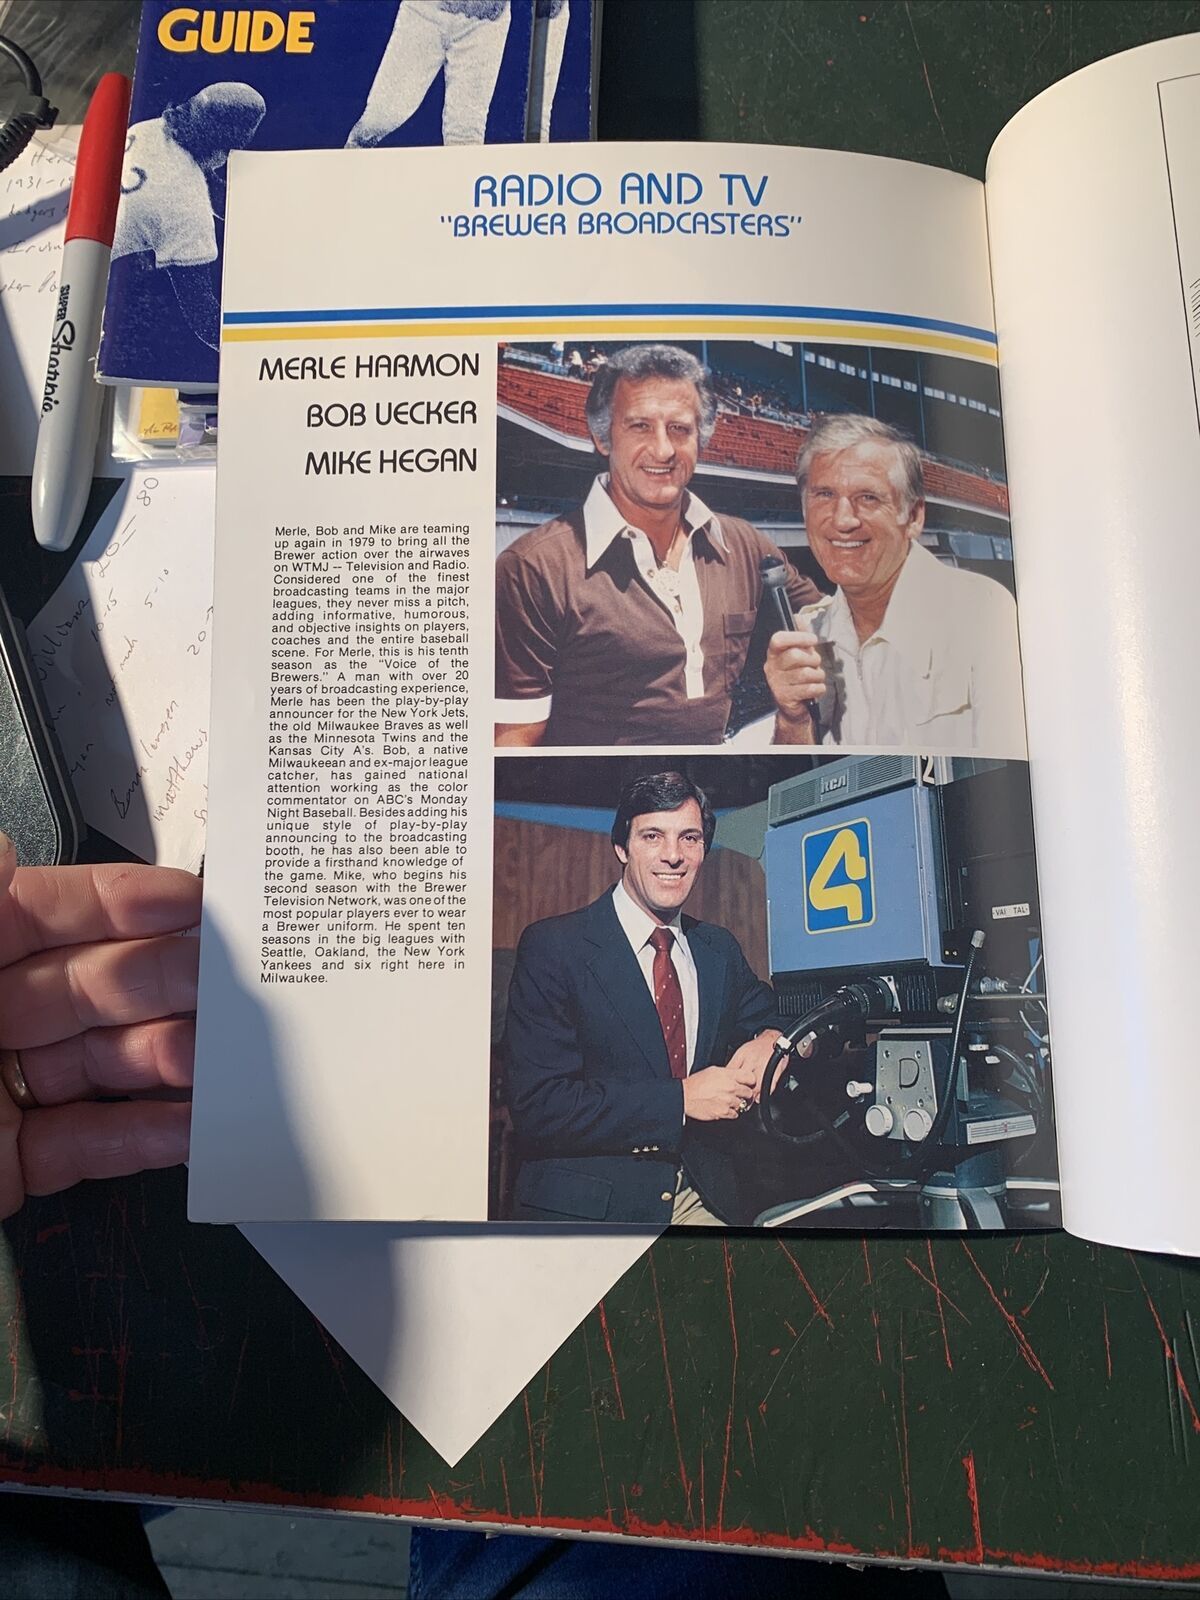 GUIDE
RADIO AND TV
"BREWER BROADCASTERS"
MERLE HARMON
BOB UECKER
MIKE HEGAN
Merle, Bob and Mike are teaming
up again in 1979 to bring all the
Brewer action over the airwaves
on WTMJ -- Television and Radio.
Considered one of the finest
broadcasting teams in the major
leagues, they never miss a pitch,
adding informative, humorous,
and objective insights on players,
coaches and the entire baseball
scene. For Merle, this is his tenth
season as the "Voice of the
Brewers." A man with over 20
years of broadcasting experience,
Merle has been the play-by-play
announcer for the New York Jets,
the old Milwaukee Braves as well
as the Minnesota Twins and the
Kansas City A's. Bob, a native
Milwaukeean and ex-major league
catcher, has gained national
attention working as the color
commentator on ABC's Monday
Night Baseball. Besides adding his
unique style of play-by-play
announcing to the broadcasting
booth, he has also been able to
provide a firsthand knowledge of
the game. Mike, who begins his
second season with the Brewer
Television Network, was one of the
most popular players ever to wear
a Brewer uniform. He spent ten
seasons in the big leagues with
Seattle, Oakland, the New York
Yankees and six right here in
Milwaukee.
RCA
2
4
D
SUPER Sharpie
1931-19
20-80
10-15
5-10
matthews